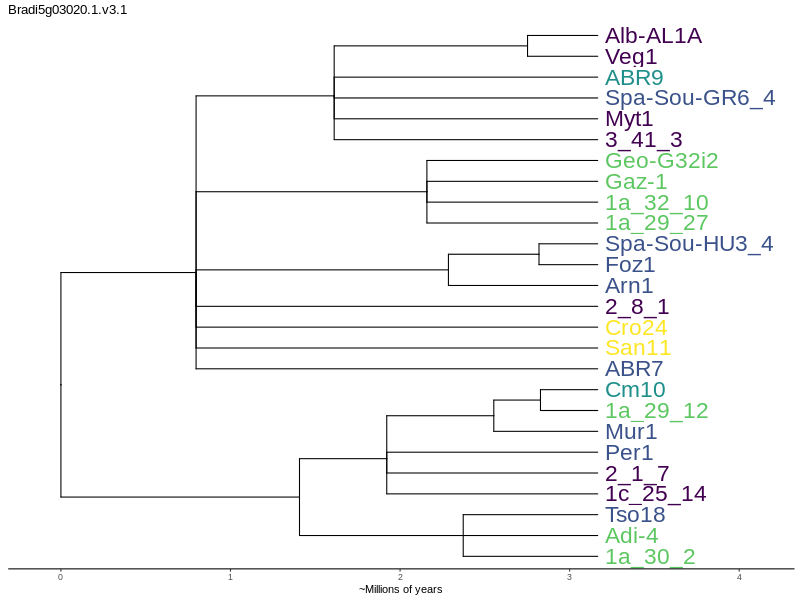 Bradi5g03020.1.v3.1
Alb-AL1A
Veg1
ABR9
Spa-Sou-GR6_4
Myt1
3_41_3
Geo-G32i2
Gaz-1
1a_32_10
1a_29_27
Spa-Sou-HU3_4
Foz1
Arn1
2_8_1
Cro24
San11
ABR7
Cm10
1a_29_12
Mur1
Per1
2_1_7
1c_25_14
Tso18
Adi-4
1a_30_2
0 1 2 3 4
~Millions of years